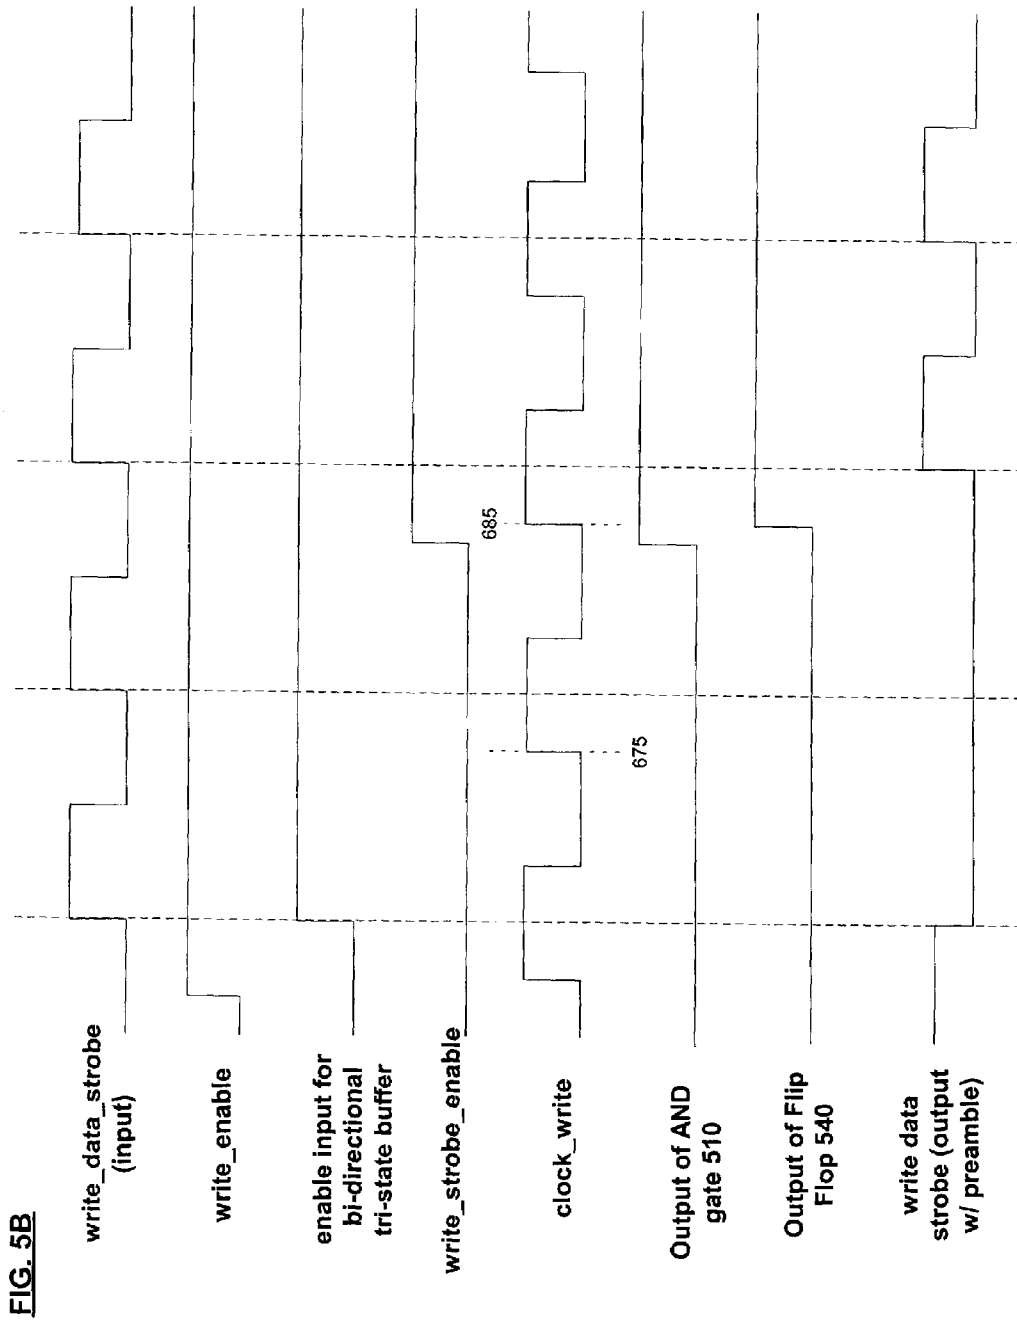 FIG. 5B
write_data_strobe
(input)
write_enable
enable input for
bi-directional
tri-state buffer
write_strobe_enable
685
clock_write
675
Output of AND
gate 510
Output of Flip
Flop 540
write data
strobe (output
w/ preamble)